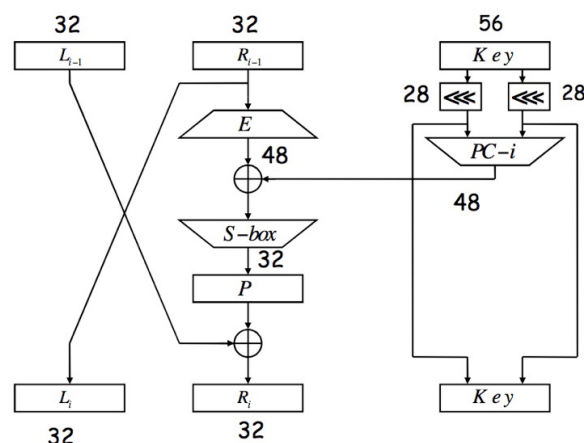 32 32 56
L_{i-1} R_{i-1} Key
28 <<< <<< 28
E
48 PC-i
48
S-box
32
P
L_i R_i Key
32 32